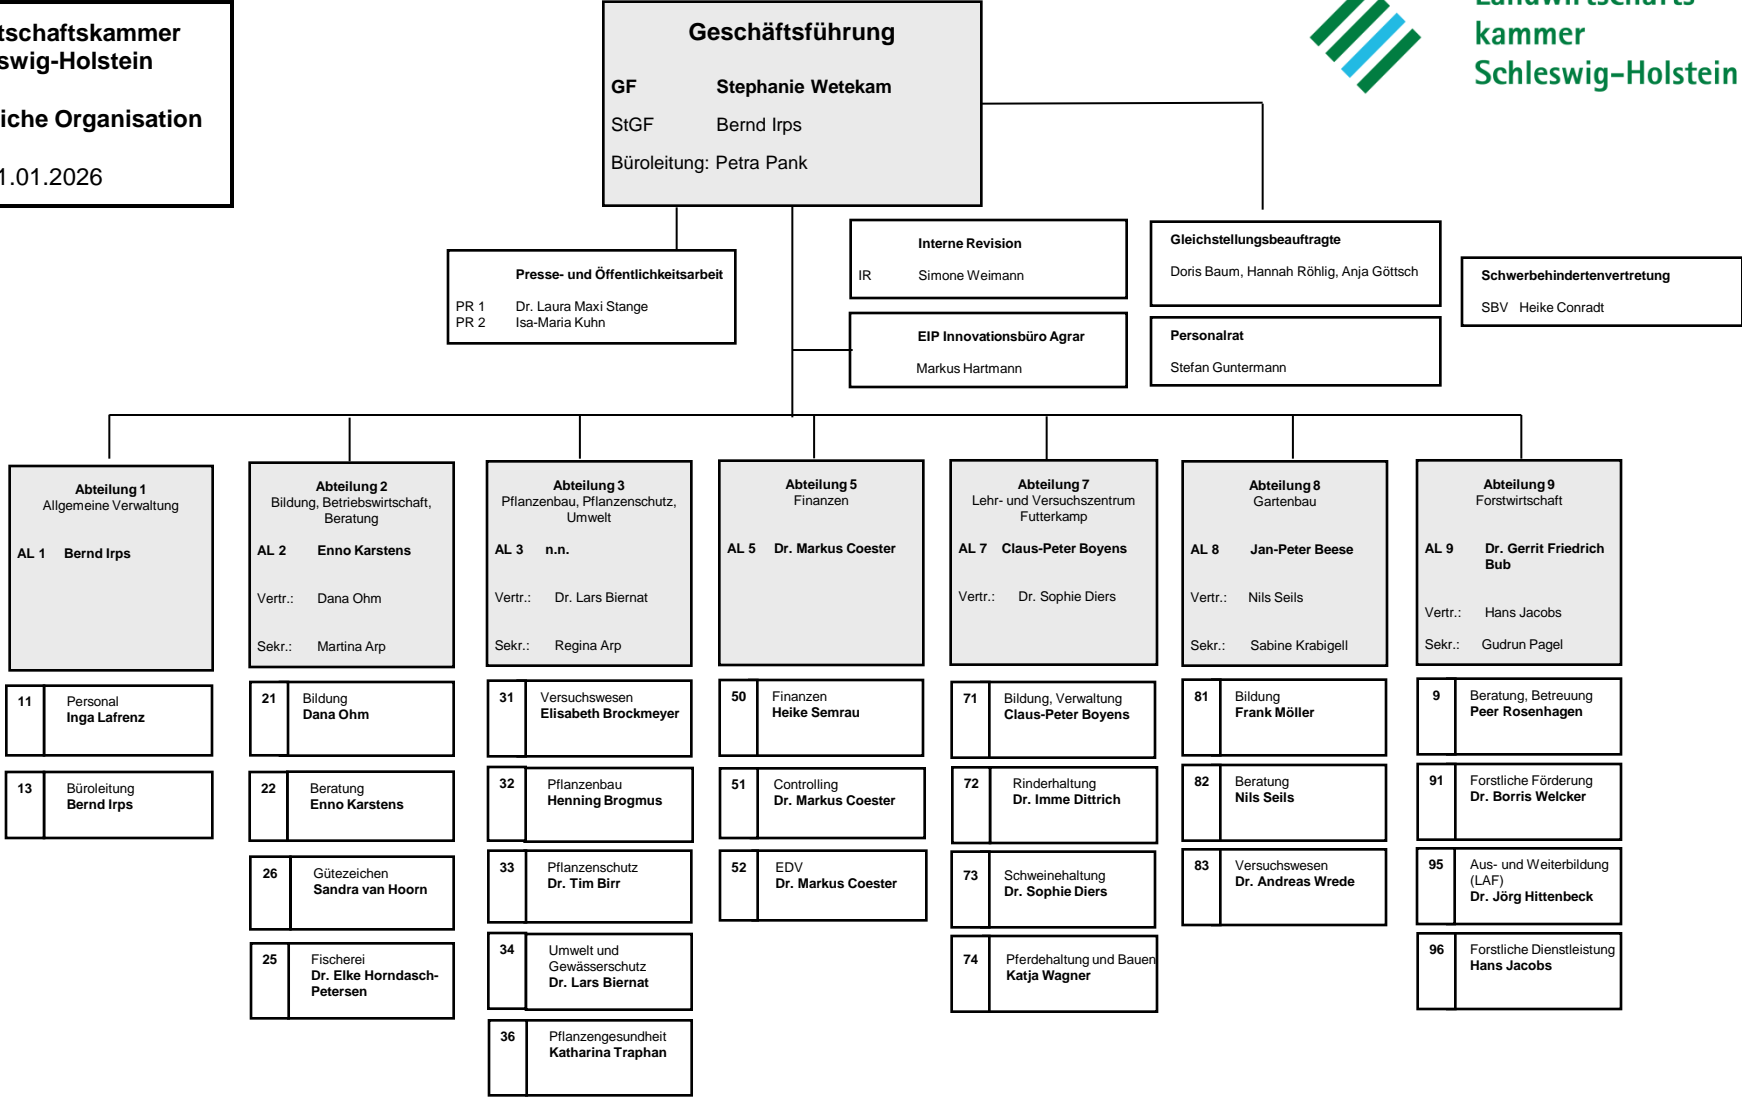 tschaftskammer
swig-Holstein
iche Organisation
1.01.2026
Geschäftsführung
GF Stephanie Wetekam
StGF Bernd Irps
Büroleitung: Petra Pank
Landwirtschafts
kammer
Schleswig-Holstein
Presse- und Öffentlichkeitsarbeit
PR 1 Dr. Laura Maxi Stange
PR 2 Isa-Maria Kuhn
Interne Revision
IR Simone Weimann
EIP Innovationsbüro Agrar
Markus Hartmann
Gleichstellungsbeauftragte
Doris Baum, Hannah Röhlig, Anja Göttsch
Personalrat
Stefan Guntermann
Schwerbehindertenvertretung
SBV Heike Conradt
Abteilung 1
Allgemeine Verwaltung
AL 1 Bernd Irps
11 Personal
Inga Lafrenz
13 Büroleitung
Bernd Irps
Abteilung 2
Bildung, Betriebswirtschaft,
Beratung
AL 2 Enno Karstens
Vertr.: Dana Ohm
Sekr.: Martina Arp
21 Bildung
Dana Ohm
22 Beratung
Enno Karstens
26 Gütezeichen
Sandra van Hoorn
25 Fischerei
Dr. Elke Horndasch-
Petersen
Abteilung 3
Pflanzenbau, Pflanzenschutz,
Umwelt
AL 3 n.n.
Vertr.: Dr. Lars Biernat
Sekr.: Regina Arp
31 Versuchswesen
Elisabeth Brockmeyer
32 Pflanzenbau
Henning Brogmus
33 Pflanzenschutz
Dr. Tim Birr
34 Umwelt und
Gewässerschutz
Dr. Lars Biernat
36 Pflanzengesundheit
Katharina Traphan
Abteilung 5
Finanzen
AL 5 Dr. Markus Coester
50 Finanzen
Heike Semrau
51 Controlling
Dr. Markus Coester
52 EDV
Dr. Markus Coester
Abteilung 7
Lehr- und Versuchszentrum
Futterkamp
AL 7 Claus-Peter Boyens
Vertr.: Dr. Sophie Diers
71 Bildung, Verwaltung
Claus-Peter Boyens
72 Rinderhaltung
Dr. Imme Dittrich
73 Schweinehaltung
Dr. Sophie Diers
74 Pferdehaltung und Bauen
Katja Wagner
Abteilung 8
Gartenbau
AL 8 Jan-Peter Beese
Vertr.: Nils Seils
Sekr.: Sabine Krabigell
81 Bildung
Frank Möller
82 Beratung
Nils Seils
83 Versuchswesen
Dr. Andreas Wrede
Abteilung 9
Forstwirtschaft
AL 9 Dr. Gerrit Friedrich
Bub
Vertr.: Hans Jacobs
Sekr.: Gudrun Pagel
9 Beratung, Betreuung
Peer Rosenhagen
91 Forstliche Förderung
Dr. Borris Welcker
95 Aus- und Weiterbildung
(LAF)
Dr. Jörg Hittenbeck
96 Forstliche Dienstleistung
Hans Jacobs